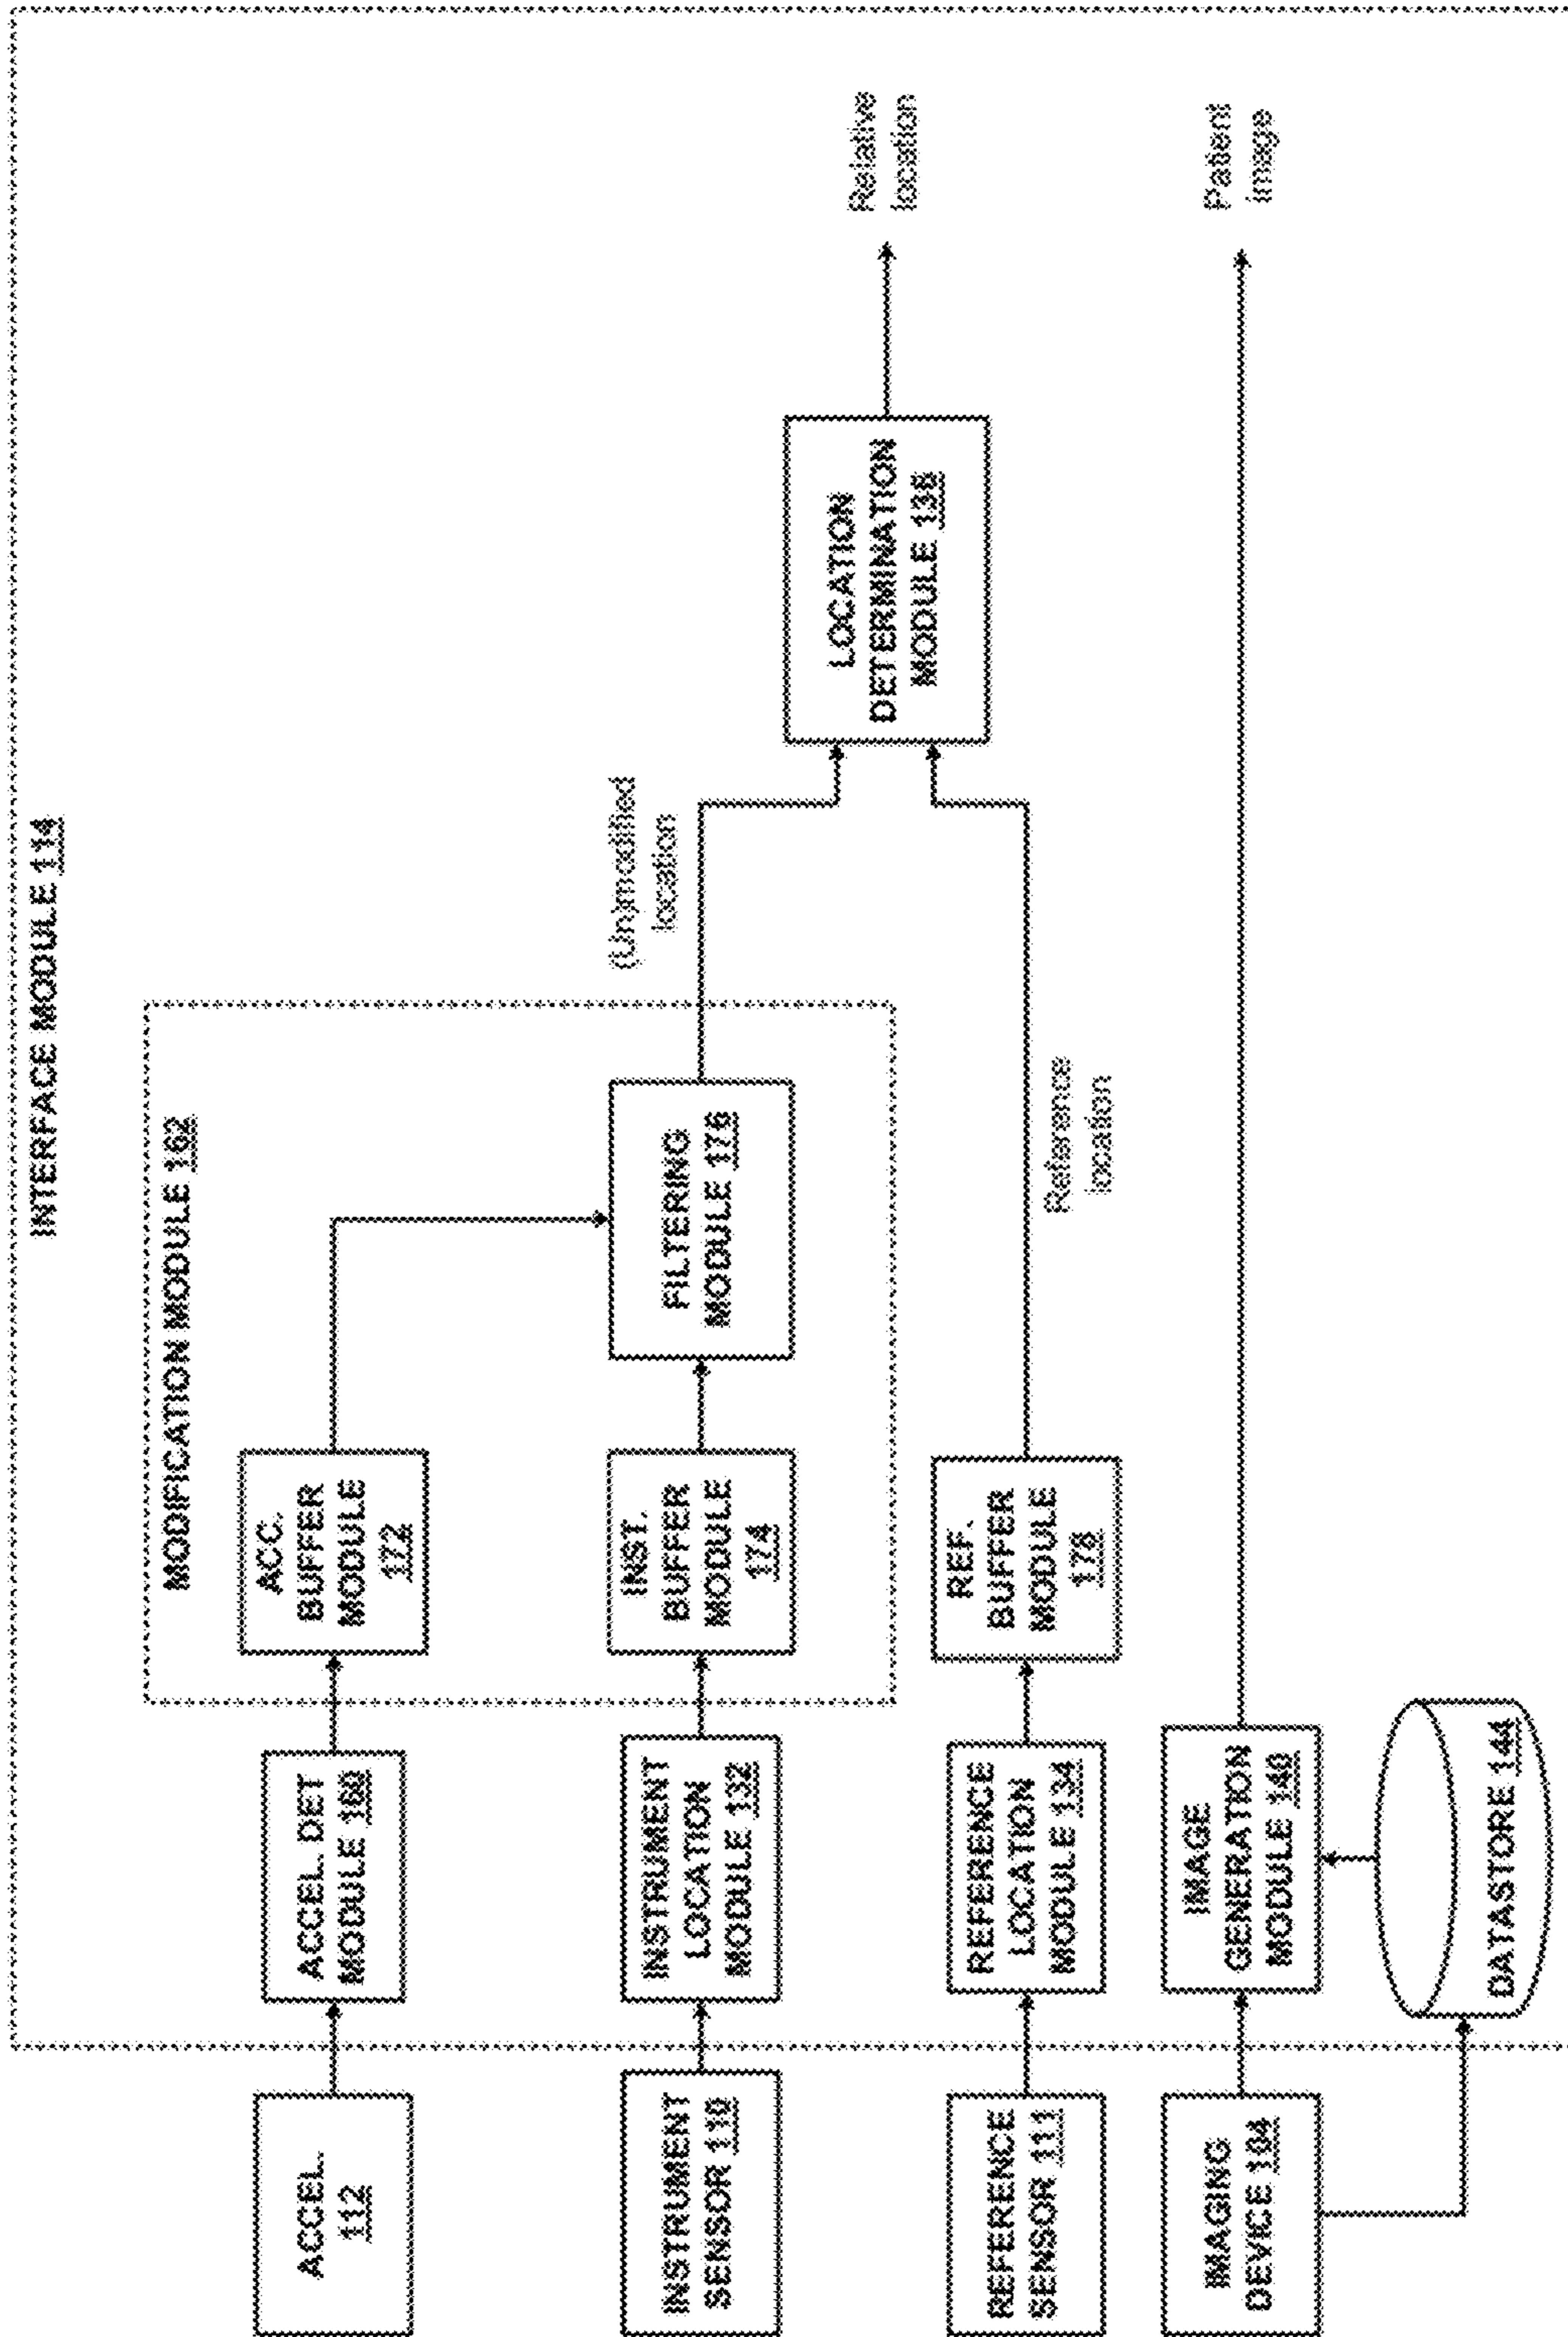 INTERFACE MODULE 114
MODIFICATION MODULE 162
ACCEL.
112
ACCEL. DET
MODULE 160
ACC.
BUFFER
MODULE
172
INSTRUMENT
SENSOR 110
INSTRUMENT
LOCATION
MODULE 132
INST.
BUFFER
MODULE
174
FILTERING
MODULE 176
(Un)modified
location
REFERENCE
SENSOR 111
REFERENCE
LOCATION
MODULE 134
REF.
BUFFER
MODULE
178
Reference
location
LOCATION
DETERMINATION
MODULE 136
Relative
location
IMAGING
DEVICE 104
IMAGE
GENERATION
MODULE 140
DATASTORE 144
Patient
image